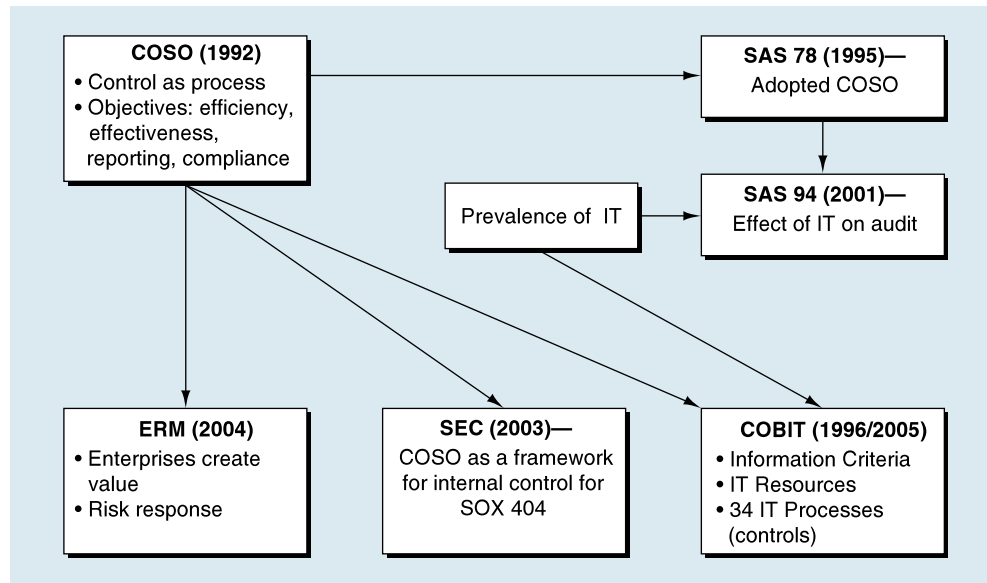 COSO (1992)
• Control as process
• Objectives: efficiency,
effectiveness,
reporting, compliance
SAS 78 (1995)—
Adopted COSO
Prevalence of IT
SAS 94 (2001)—
Effect of IT on audit
ERM (2004)
• Enterprises create
value
• Risk response
SEC (2003)—
COSO as a framework
for internal control for
SOX 404
COBIT (1996/2005)
• Information Criteria
• IT Resources
• 34 IT Processes
(controls)